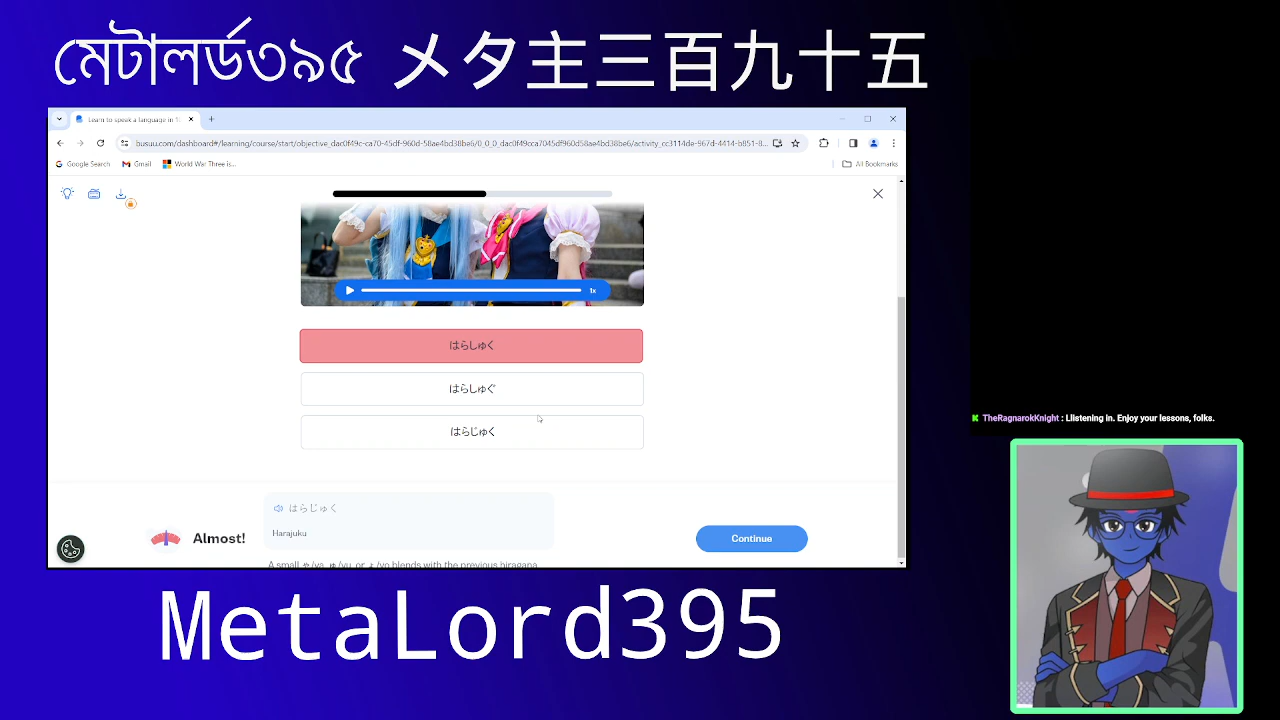 মেটালর্ড৩৯৫ メタ主三百九十五
Learn to speak a language in 1
busuu.com/dashboard#/learning/course/start/objective_dac0f49c-ca70-45df-960d-58ae4bd38be6/0_0_0_dac0f49cca7045df960d58ae4bd38be6/activity_cc3114de-967d-4414-b851-8...
Google Search Gmail World War Three is... All Bookmarks
1x
はらしゅく
はらしゅぐ
はらじゅく
TheRagnarokKnight : Llistening in. Enjoy your lessons, folks.
はらじゅく
Harajuku
Almost!
Continue
A small ゃ/ya, ゅ/yu, or ょ/yo blends with the previous hiragana
MetaLord395